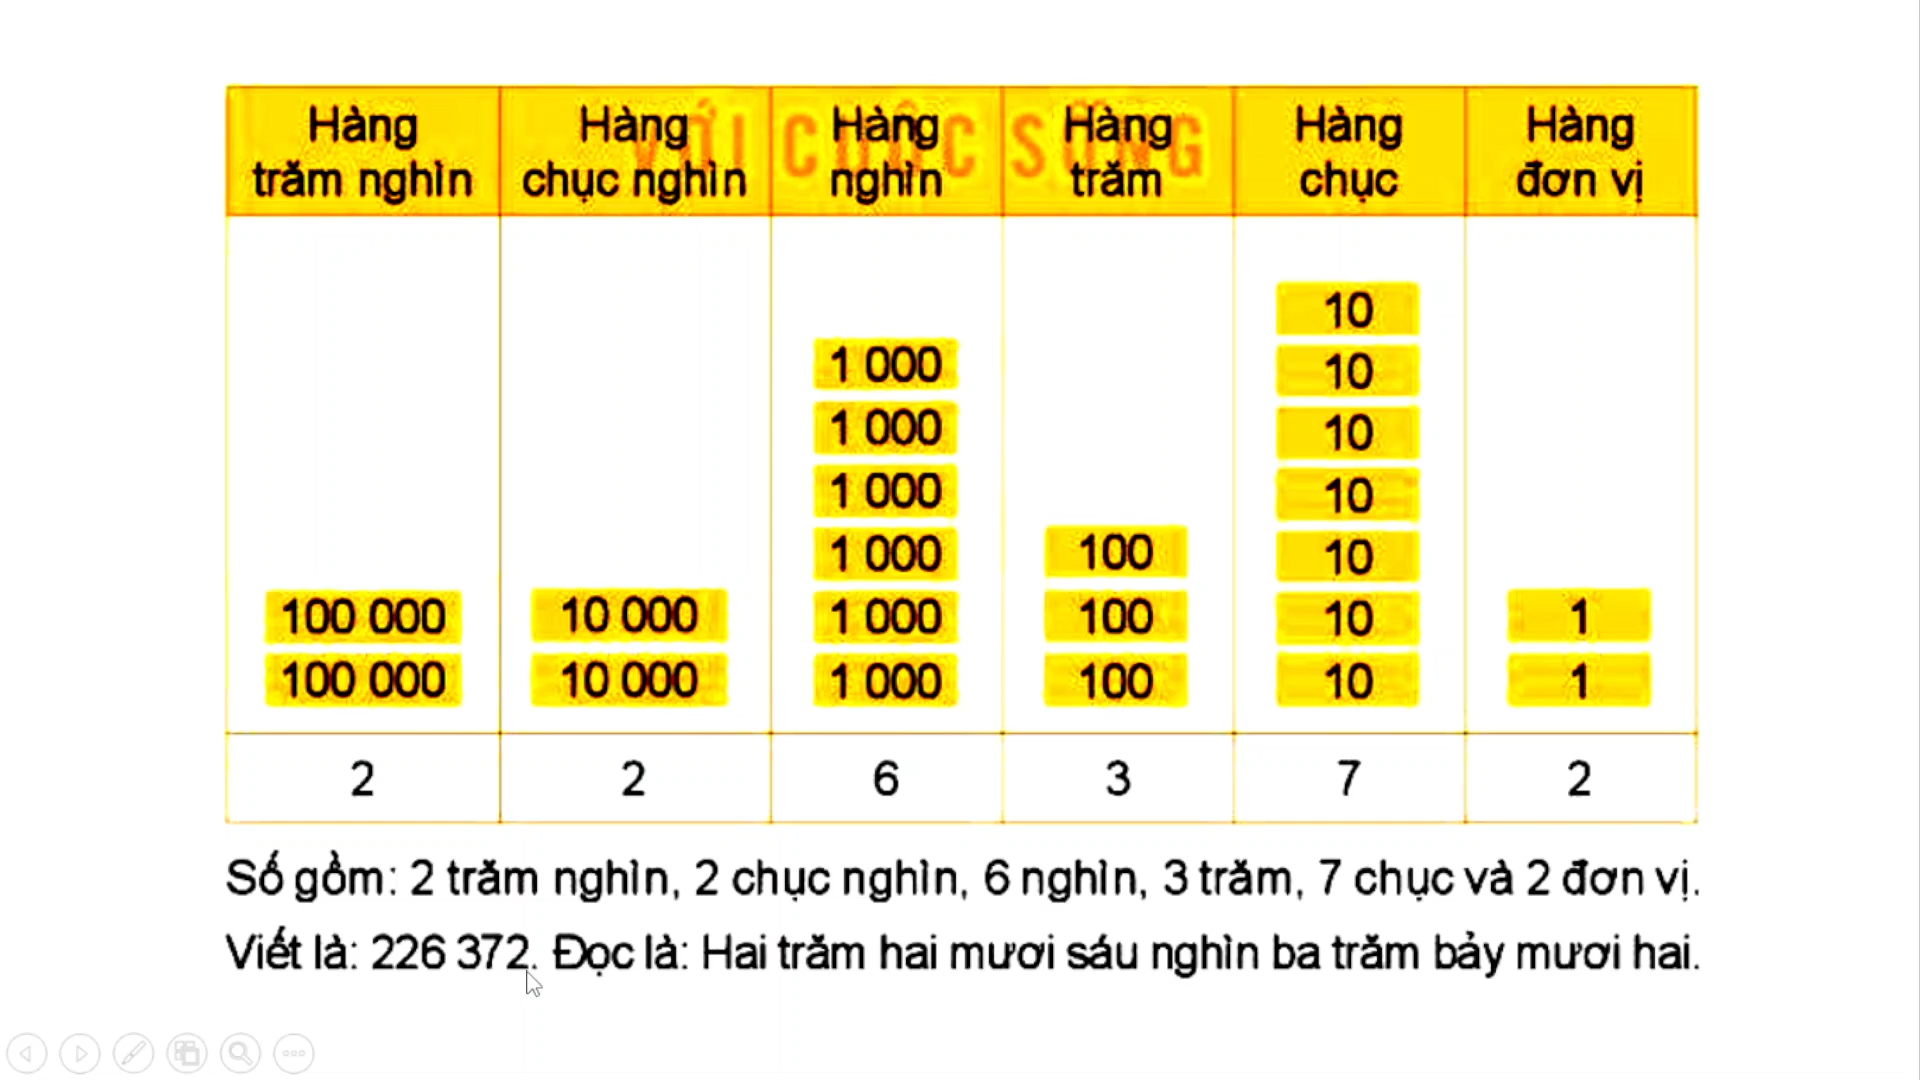 VỚI CUỘC SỐNG
Hàng trăm nghìn
Hàng chục nghìn
Hàng nghìn
Hàng trăm
Hàng chục
Hàng đơn vị
10
1 000 10
1 000 10
1 000 10
1 000 100 10
100 000 10 000 1 000 100 10 1
100 000 10 000 1 000 100 10 1
2 2 6 3 7 2
Số gồm: 2 trăm nghìn, 2 chục nghìn, 6 nghìn, 3 trăm, 7 chục và 2 đơn vị.
Viết là: 226 372. Đọc là: Hai trăm hai mươi sáu nghìn ba trăm bảy mươi hai.